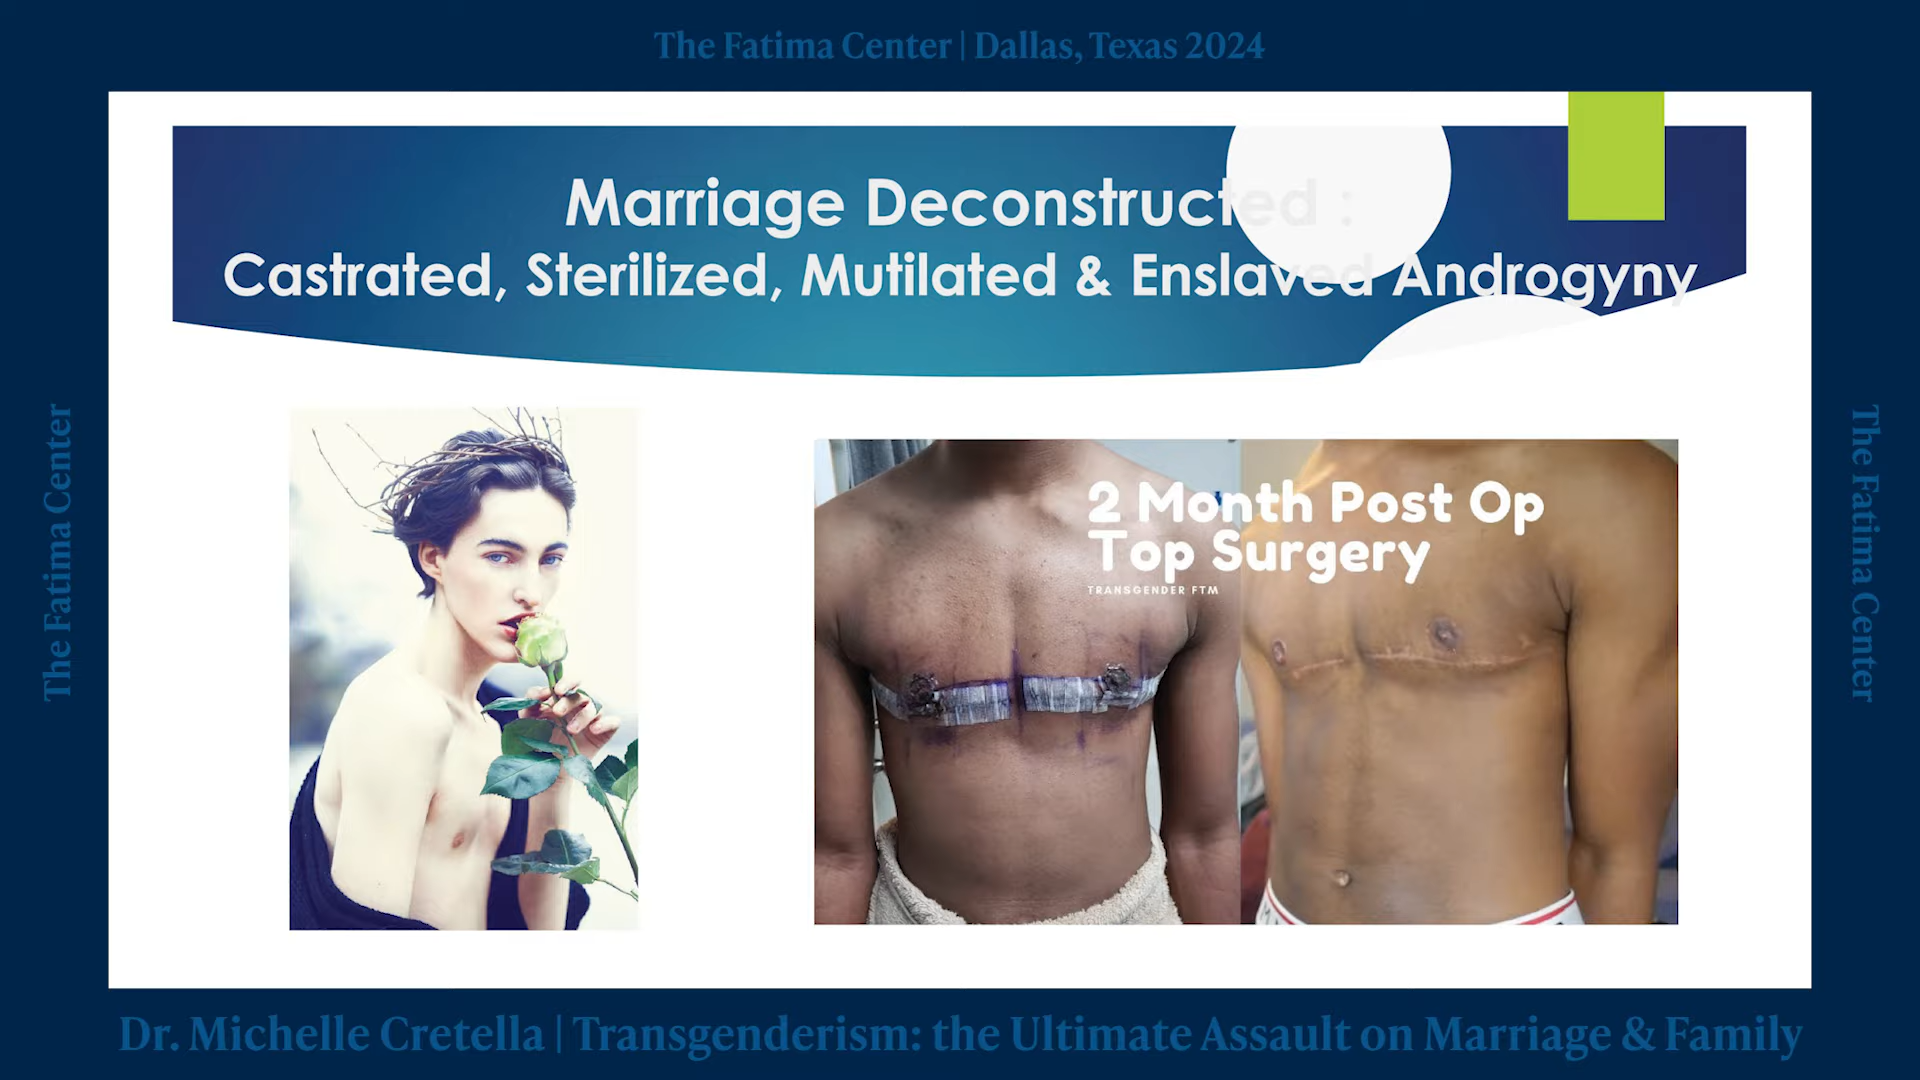 The Fatima Center | Dallas, Texas 2024
Marriage Deconstructed :
Castrated, Sterilized, Mutilated & Enslaved Androgyny
The Fatima Center
2 Month Post Op
Top Surgery
TRANSGENDER FTM
The Fatima Center
Dr. Michelle Cretella | Transgenderism: the Ultimate Assault on Marriage & Family